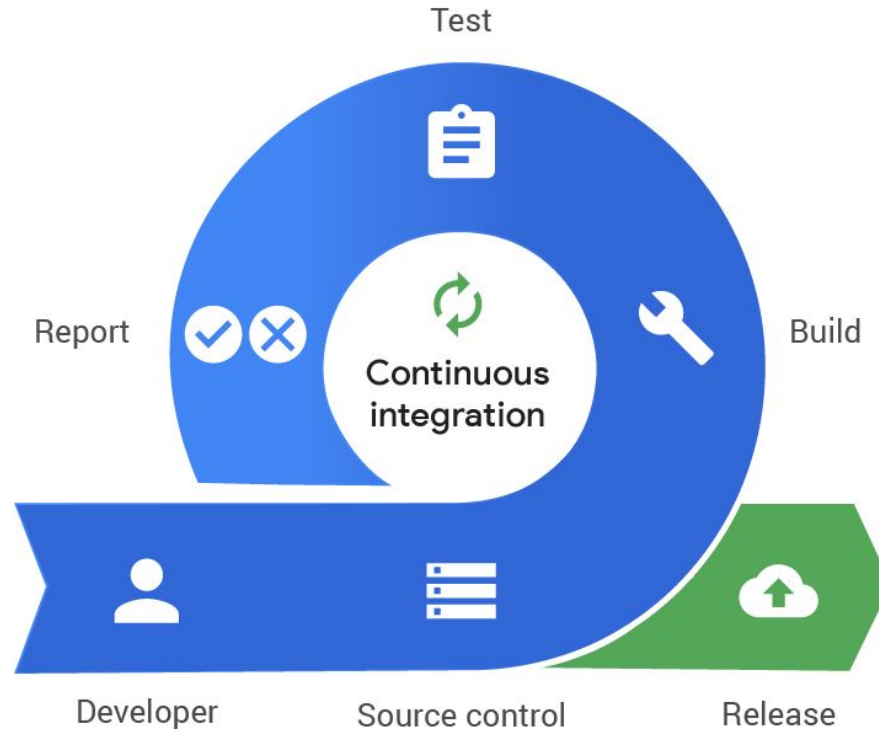 Test
Report
Continuous
integration
Build
Developer
Source control
Release